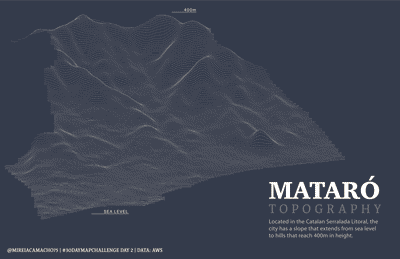 400m
SEA LEVEL
MATARÓ
TOPOGRAPHY
Located in the Catalan Serralada Litoral, the
city has a slope that extends from sea level
to hills that reach 400m in height.
@MIREIACAMACHO75 | #30DAYMAPCHALLENGE DAY 2 | DATA: AWS